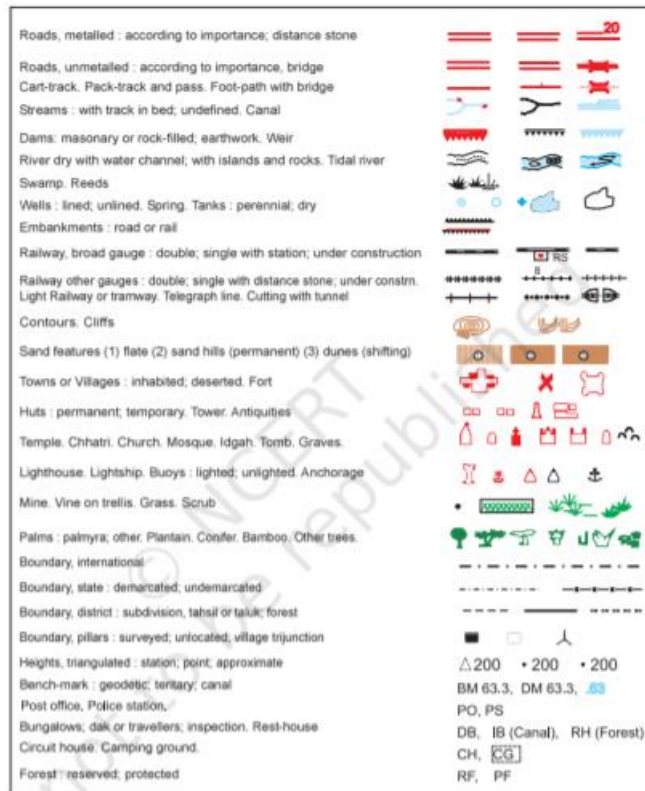 Roads, metalled : according to importance; distance stone
20
Roads, unmetalled : according to importance, bridge
Cart-track. Pack-track and pass. Foot-path with bridge
Streams : with track in bed; undefined. Canal
Dams: masonary or rock-filled; earthwork. Weir
River dry with water channel; with islands and rocks. Tidal river
Swamp. Reeds
Wells : lined; unlined. Spring. Tanks : perennial; dry
Embankments : road or rail
Railway, broad gauge : double; single with station; under construction
RS
8
Railway other gauges : double; single with distance stone; under constrn.
Light Railway or tramway. Telegraph line. Cutting with tunnel
Contours. Cliffs
Sand features (1) flate (2) sand hills (permanent) (3) dunes (shifting)
Towns or Villages : inhabited; deserted. Fort
Huts : permanent; temporary. Tower. Antiquities
Temple. Chhatri. Church. Mosque. Idgah. Tomb. Graves.
Lighthouse. Lightship. Buoys : lighted; unlighted. Anchorage
Mine. Vine on trellis. Grass. Scrub
Palms : palmyra; other. Plantain. Conifer. Bamboo. Other trees.
Boundary, international
Boundary, state : demarcated; undemarcated
Boundary, district : subdivision, tahsil or taluk; forest
Boundary, pillars : surveyed; unlocated; village trijunction
Heights, triangulated : station; point; approximate △200 • 200 • 200
Bench-mark : geodetic; teritary; canal BM 63.3, DM 63.3, .63
Post office, Police station, PO, PS
Bungalows; dak or travellers; inspection. Rest-house DB, IB (Canal), RH (Forest)
Circuit house. Camping ground. CH, CG
Forest : reserved; protected RF, PF
© NCERT
not to be republished